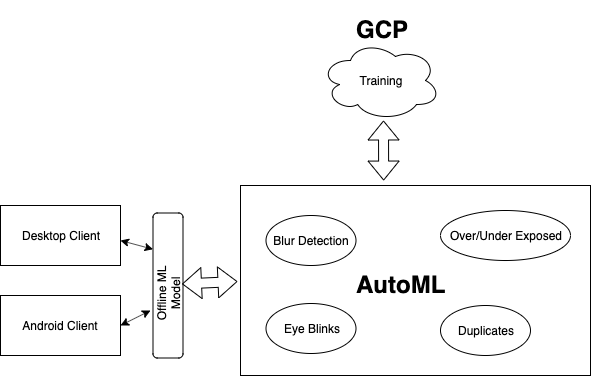 GCP
Training
Desktop Client
Android Client
Offline ML
Model
Blur Detection
Over/Under Exposed
AutoML
Eye Blinks
Duplicates